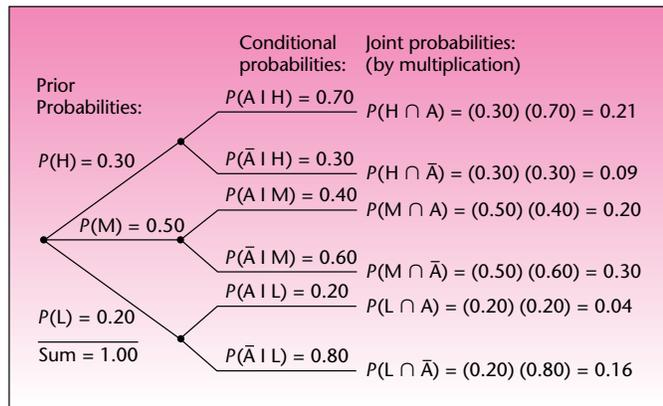 Conditional probabilities:
Joint probabilities: (by multiplication)
Prior Probabilities:
P(A I H) = 0.70
P(H ∩ A) = (0.30) (0.70) = 0.21
P(H) = 0.30
P(Ā I H) = 0.30
P(H ∩ Ā) = (0.30) (0.30) = 0.09
P(A I M) = 0.40
P(M ∩ A) = (0.50) (0.40) = 0.20
P(M) = 0.50
P(Ā I M) = 0.60
P(M ∩ Ā) = (0.50) (0.60) = 0.30
P(A I L) = 0.20
P(L ∩ A) = (0.20) (0.20) = 0.04
P(L) = 0.20
Sum = 1.00
P(Ā I L) = 0.80
P(L ∩ Ā) = (0.20) (0.80) = 0.16